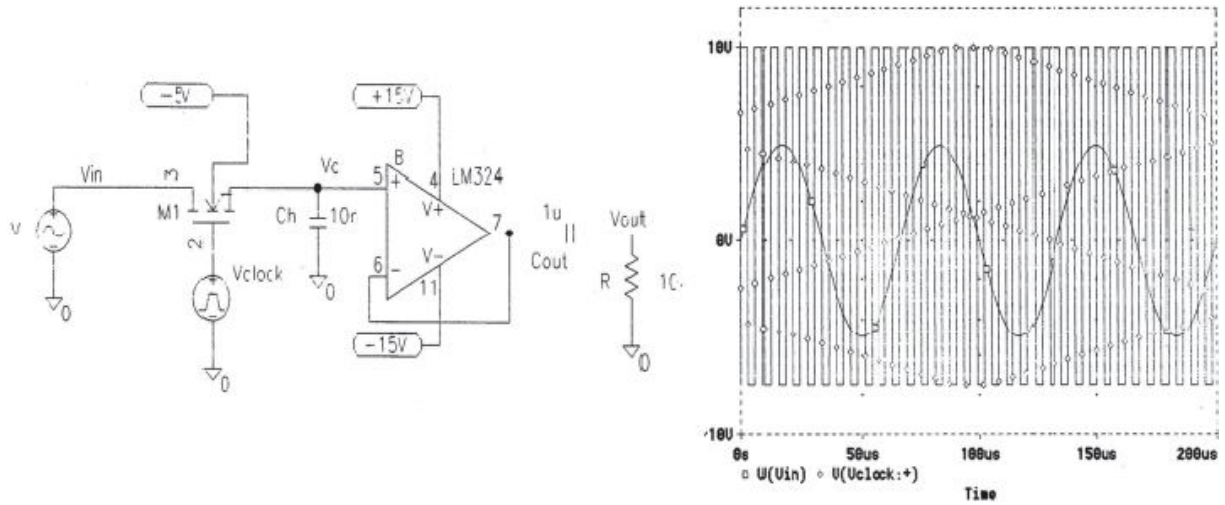 -5V
+15V
Vin
3
1
M1
2
V
Vclock
0
0
Vc
Ch
10n
0
5
+
B
4
LM324
V+
7
6
-
V-
11
-15V
1u
Cout
Vout
R
0
10V
0V
-10V
0s
50us
100us
150us
200us
V(Vin)
V(Vclock:+)
Time